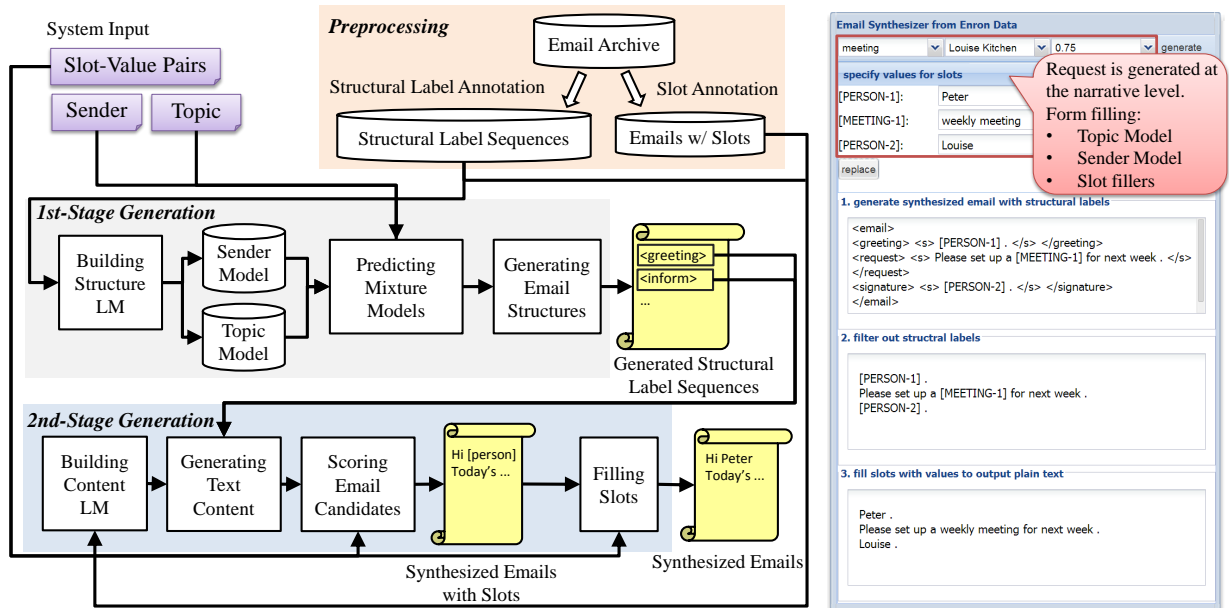 System Input
Slot-Value Pairs
Sender
Topic
Preprocessing
Email Archive
Structural Label Annotation
Slot Annotation
Structural Label Sequences
Emails w/ Slots
1st-Stage Generation
Building
Structure
LM
Sender
Model
Topic
Model
Predicting
Mixture
Models
Generating
Email
Structures
<greeting>
<inform>
...
Generated Structural
Label Sequences
2nd-Stage Generation
Building
Content
LM
Generating
Text
Content
Scoring
Email
Candidates
Hi [person]
Today's ...
Filling
Slots
Hi Peter
Today's ...
Synthesized Emails
with Slots
Synthesized Emails
Email Synthesizer from Enron Data
meeting Louise Kitchen 0.75 generate
specify values for slots
[PERSON-1]: Peter
[MEETING-1]: weekly meeting
[PERSON-2]: Louise
replace
Request is generated at
the narrative level.
Form filling:
• Topic Model
• Sender Model
• Slot fillers
1. generate synthesized email with structural labels
<email>
<greeting> <s> [PERSON-1] . </s> </greeting>
<request> <s> Please set up a [MEETING-1] for next week . </s>
</request>
<signature> <s> [PERSON-2] . </s> </signature>
</email>
2. filter out structral labels
[PERSON-1] .
Please set up a [MEETING-1] for next week .
[PERSON-2] .
3. fill slots with values to output plain text
Peter .
Please set up a weekly meeting for next week .
Louise .